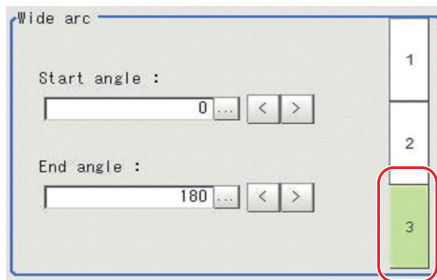 Wide arc
1
Start angle :
0 ... < >
2
End angle :
180 ... < >
3